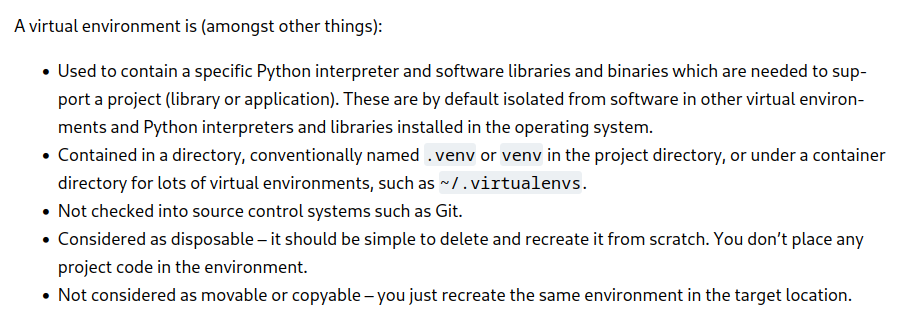 A virtual environment is (amongst other things):
• Used to contain a specific Python interpreter and software libraries and binaries which are needed to sup-
port a project (library or application). These are by default isolated from software in other virtual environ-
ments and Python interpreters and libraries installed in the operating system.
• Contained in a directory, conventionally named .venv or venv in the project directory, or under a container
directory for lots of virtual environments, such as ~/.virtualenvs.
• Not checked into source control systems such as Git.
• Considered as disposable – it should be simple to delete and recreate it from scratch. You don’t place any
project code in the environment.
• Not considered as movable or copyable – you just recreate the same environment in the target location.